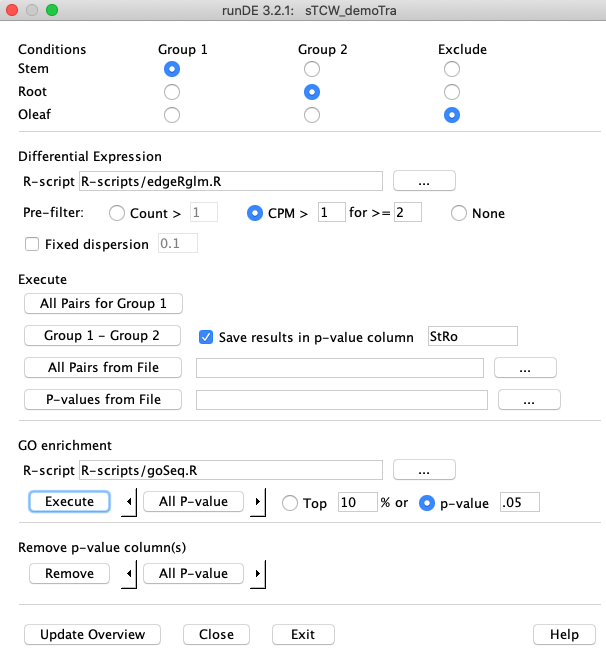 runDE 3.2.1: sTCW_demoTra
Conditions Group 1 Group 2 Exclude
Stem
Root
Oleaf
Differential Expression
R-script R-scripts/edgeRglm.R ...
Pre-filter: Count > 1 CPM > 1 for >= 2 None
Fixed dispersion 0.1
Execute
All Pairs for Group 1
Group 1 - Group 2 Save results in p-value column StRo
All Pairs from File ...
P-values from File ...
GO enrichment
R-script R-scripts/goSeq.R ...
Execute All P-value Top 10 % or p-value .05
Remove p-value column(s)
Remove All P-value
Update Overview Close Exit Help